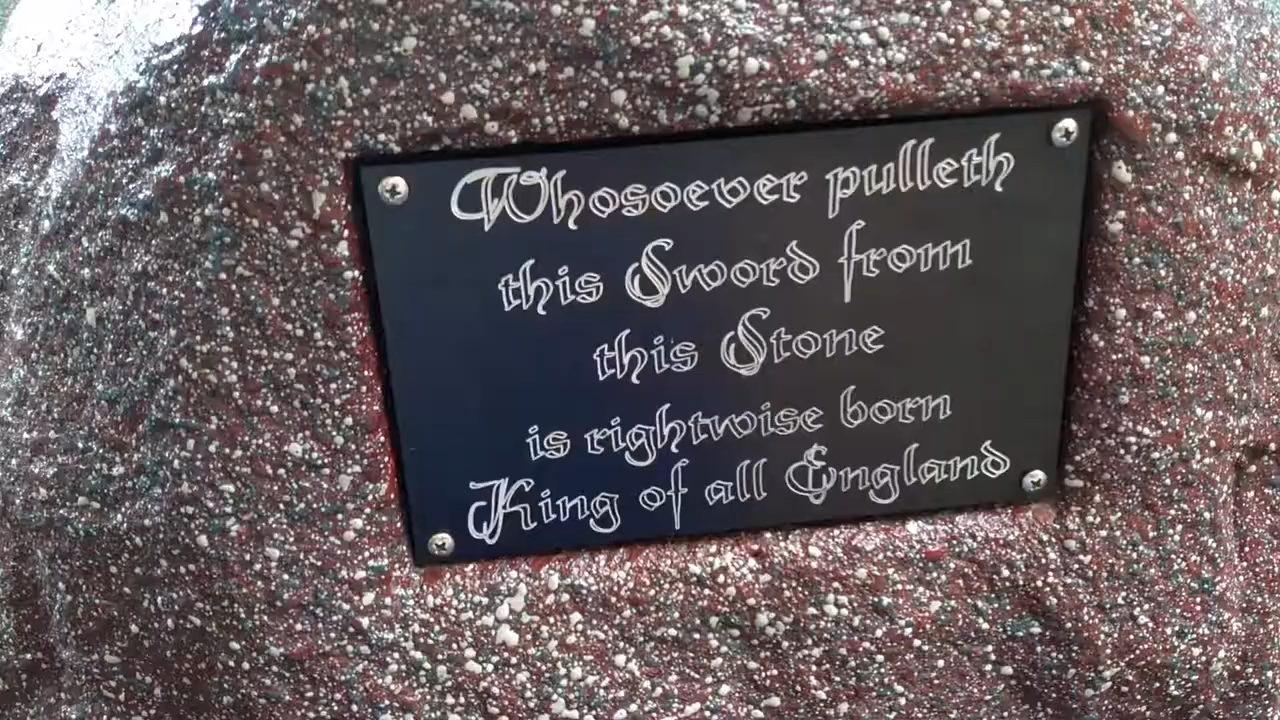 Whosoever pulleth
this Sword from
this Stone
is rightwise born
King of all England